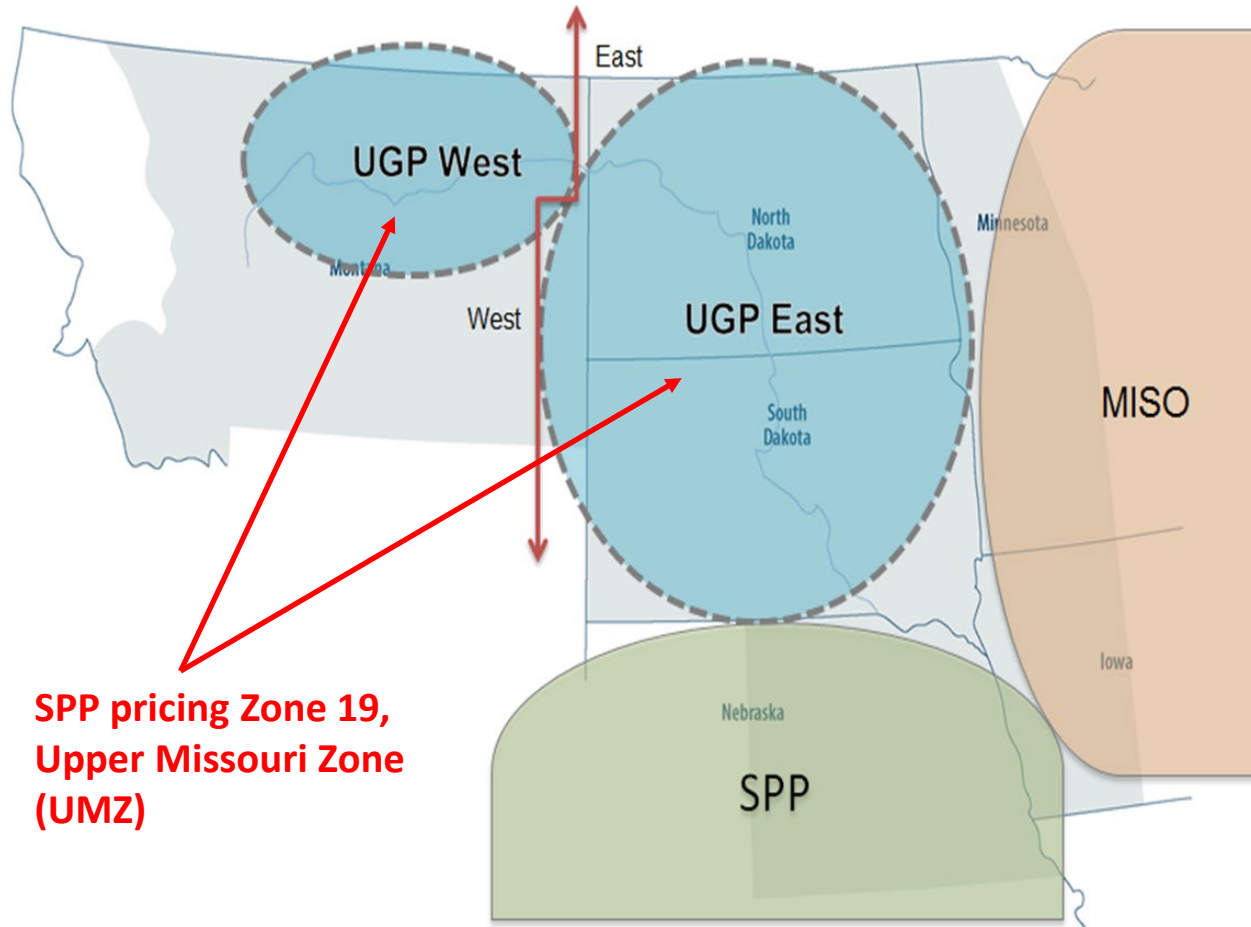 East
UGP West
North
Dakota
Minnesota
Montana
West
UGP East
MISO
South
Dakota
Iowa
SPP pricing Zone 19,
Upper Missouri Zone
(UMZ)
Nebraska
SPP